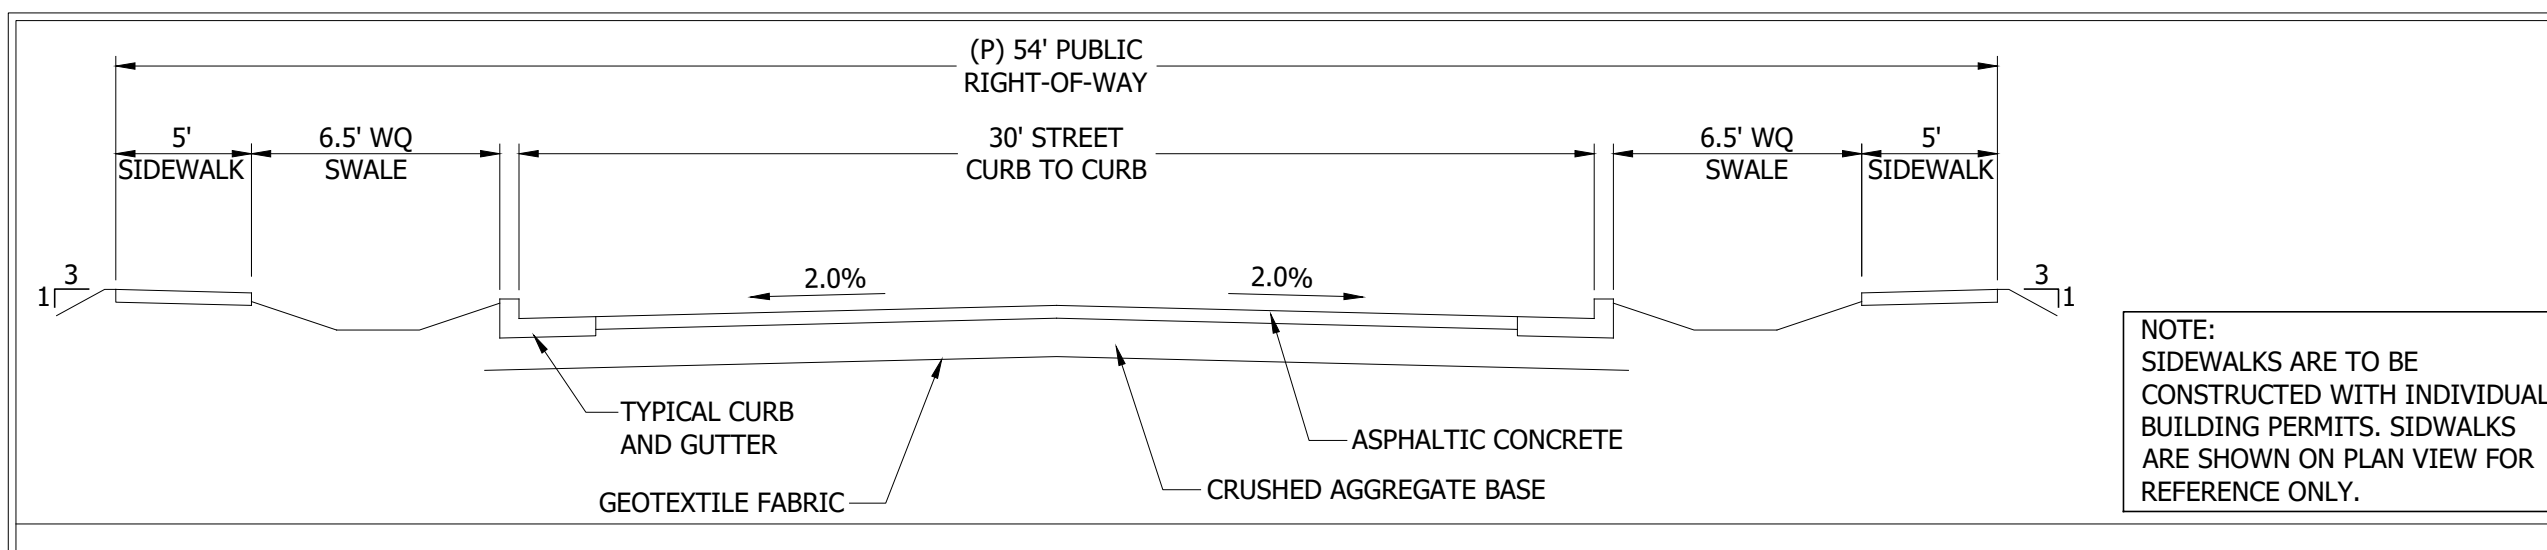 (P) 54' PUBLIC
RIGHT-OF-WAY
5'
SIDEWALK
6.5' WQ
SWALE
30' STREET
CURB TO CURB
6.5' WQ
SWALE
5'
SIDEWALK
3
1
2.0%
2.0%
3
1
TYPICAL CURB
AND GUTTER
GEOTEXTILE FABRIC
ASPHALTIC CONCRETE
CRUSHED AGGREGATE BASE
NOTE:
SIDEWALKS ARE TO BE
CONSTRUCTED WITH INDIVIDUAL
BUILDING PERMITS. SIDWALKS
ARE SHOWN ON PLAN VIEW FOR
REFERENCE ONLY.